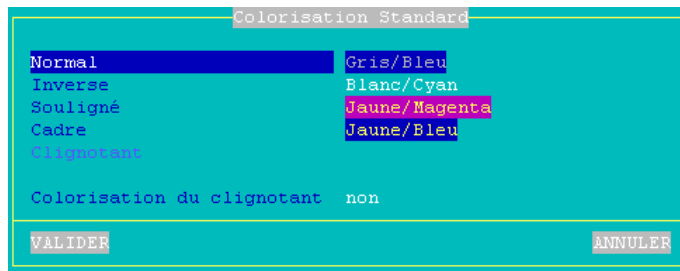 Colorisation Standard
Normal Gris/Bleu
Inverse Blanc/Cyan
Souligné Jaune/Magenta
Cadre Jaune/Bleu
Clignotant
Colorisation du clignotant non
VALIDER ANNULER